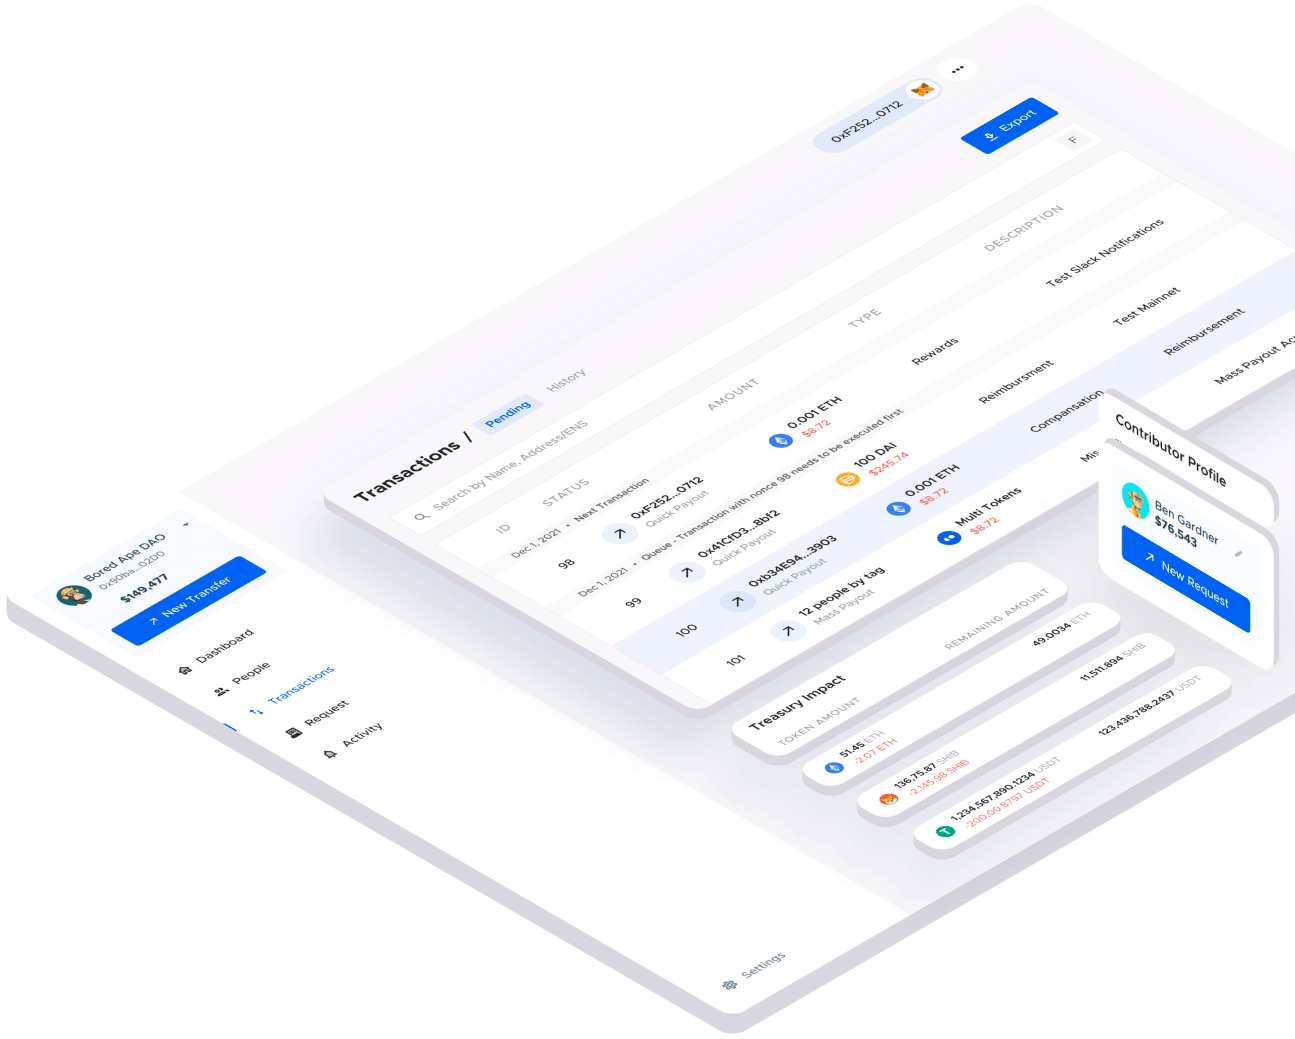 0xF252...0712
Export
F
Transactions / Pending History
Search by Name, Address/ENS
ID STATUS AMOUNT TYPE DESCRIPTION
Dec 1, 2021 • Next Transaction
98 0xF252...0712 0.001 ETH Rewards Test Slack Notifications
Quick Payout $8.72
Dec 1, 2021 • Queue - Transaction with nonce 98 needs to be executed first
99 0x41CfD3...8bf2 100 DAI Reimbursment Test Mainnet
Quick Payout $245.74
100 0xb34E94...3903 0.001 ETH Compansation Reimbursement
Quick Payout $8.72
101 12 people by tag Multi Tokens Mis Mass Payout Acc
Mass Payout $8.72
Bored Ape DAO
0x90ba...02D0
$149,477
New Transfer
Dashboard
People
Transactions
Request
Activity
Settings
Contributor Profile
Ben Gardner
$76,543
New Request
Treasury Impact
TOKEN AMOUNT REMAINING AMOUNT
51.45 ETH 49.0034 ETH
-2.07 ETH
136,75.87 SHIB 11,511.894 SHIB
-2,145.98 SHIB
1,234,567,890.1234 USDT 123,436,788.2437 USDT
-200,00.8797 USDT